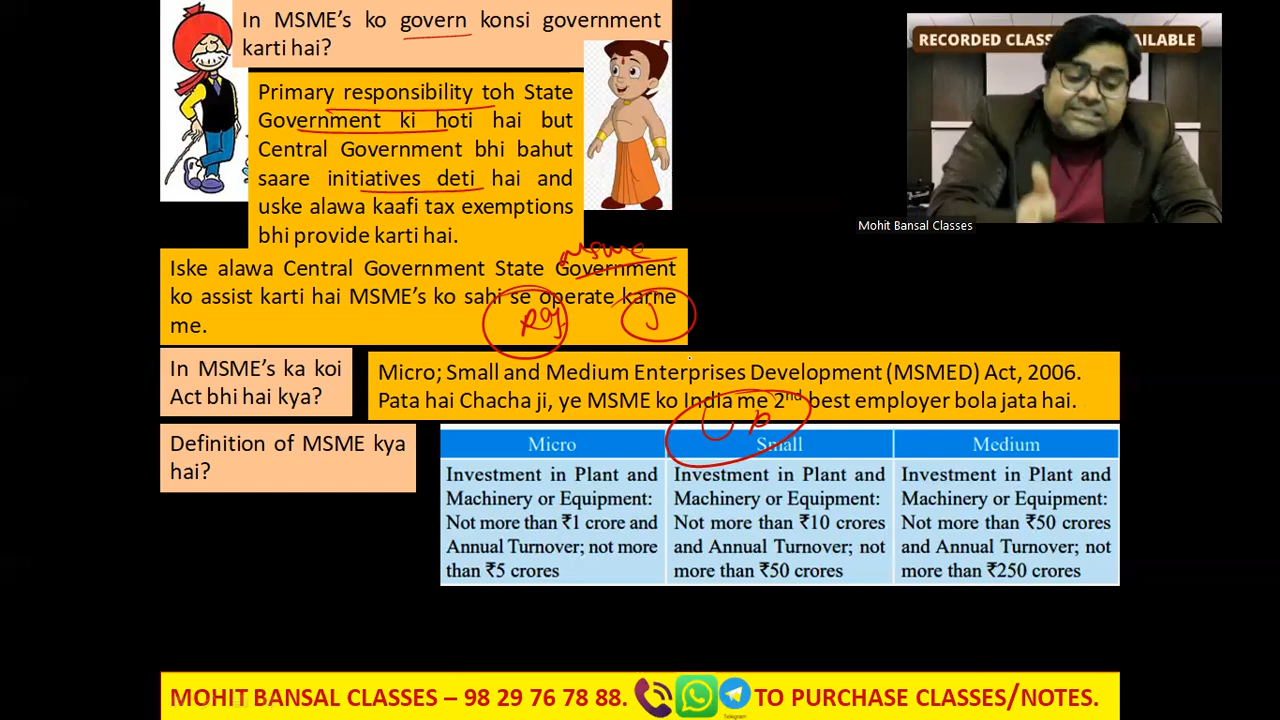 In MSME's ko govern konsi government
karti hai?
RECORDED CLASS
AILABLE
Primary responsibility toh State
Government ki hoti hai but
Central Government bhi bahut
saare initiatives deti hai and
uske alawa kaafi tax exemptions
bhi provide karti hai.
Mohit Bansal Classes
Msme
Iske alawa Central Government State Government
ko assist karti hai MSME's ko sahi se operate karne
me.
Raj
J
In MSME's ka koi
Act bhi hai kya?
Micro; Small and Medium Enterprises Development (MSMED) Act, 2006.
Pata hai Chacha ji, ye MSME ko India me 2nd best employer bola jata hai.
UP
Definition of MSME kya
hai?
Micro
Investment in Plant and
Machinery or Equipment:
Not more than ₹1 crore and
Annual Turnover; not more
than ₹5 crores
Small
Investment in Plant and
Machinery or Equipment:
Not more than ₹10 crores
and Annual Turnover; not
more than ₹50 crores
Medium
Investment in Plant and
Machinery or Equipment:
Not more than ₹50 crores
and Annual Turnover; not
more than ₹250 crores
MOHIT BANSAL CLASSES – 98 29 76 78 88. TO PURCHASE CLASSES/NOTES.
Telegram